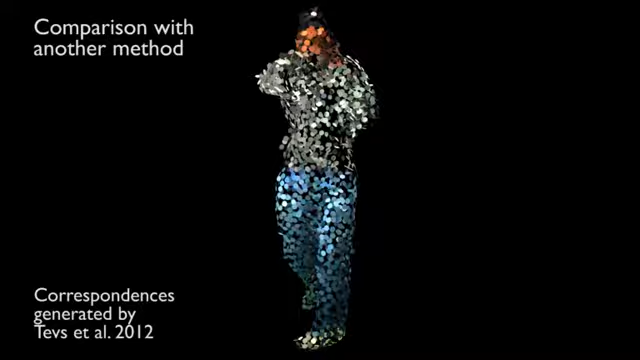 Comparison with
another method
Correspondences
generated by
Tevs et al. 2012